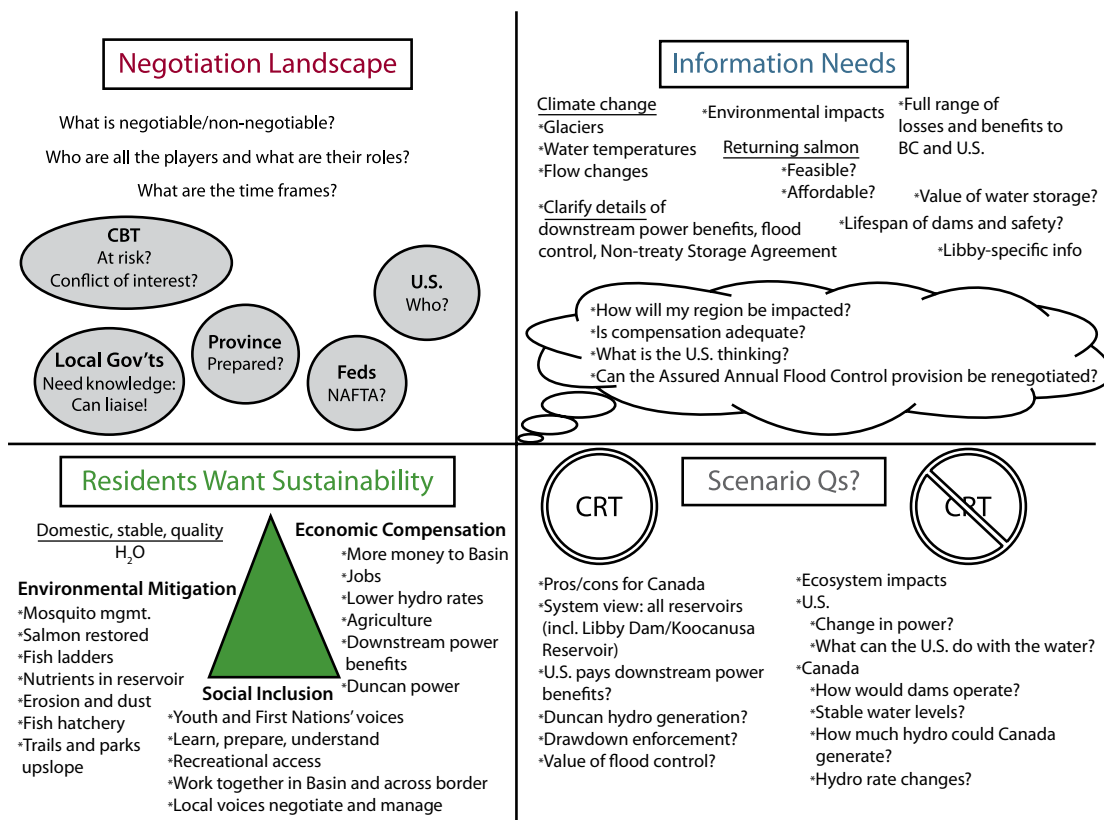 Negotiation Landscape
What is negotiable/non-negotiable?
Who are all the players and what are their roles?
What are the time frames?
CBT
At risk?
Conflict of interest?
U.S.
Who?
Province
Prepared?
Local Gov'ts
Need knowledge:
Can liaise!
Feds
NAFTA?
Information Needs
Climate change
*Glaciers
*Water temperatures
*Flow changes
*Environmental impacts
Returning salmon
*Feasible?
*Affordable?
*Full range of
losses and benefits to
BC and U.S.
*Value of water storage?
*Clarify details of
downstream power benefits, flood
control, Non-treaty Storage Agreement
*Lifespan of dams and safety?
*Libby-specific info
*How will my region be impacted?
*Is compensation adequate?
*What is the U.S. thinking?
*Can the Assured Annual Flood Control provision be renegotiated?
Residents Want Sustainability
Domestic, stable, quality
H₂O
Environmental Mitigation
*Mosquito mgmt.
*Salmon restored
*Fish ladders
*Nutrients in reservoir
*Erosion and dust
*Fish hatchery
*Trails and parks
upslope
Economic Compensation
*More money to Basin
*Jobs
*Lower hydro rates
*Agriculture
*Downstream power
benefits
*Duncan power
Social Inclusion
*Youth and First Nations' voices
*Learn, prepare, understand
*Recreational access
*Work together in Basin and across border
*Local voices negotiate and manage
Scenario Qs?
CRT
*Pros/cons for Canada
*System view: all reservoirs
(incl. Libby Dam/Koocanusa
Reservoir)
*U.S. pays downstream power
benefits?
*Duncan hydro generation?
*Drawdown enforcement?
*Value of flood control?
CRT
*Ecosystem impacts
*U.S.
*Change in power?
*What can the U.S. do with the water?
*Canada
*How would dams operate?
*Stable water levels?
*How much hydro could Canada
generate?
*Hydro rate changes?